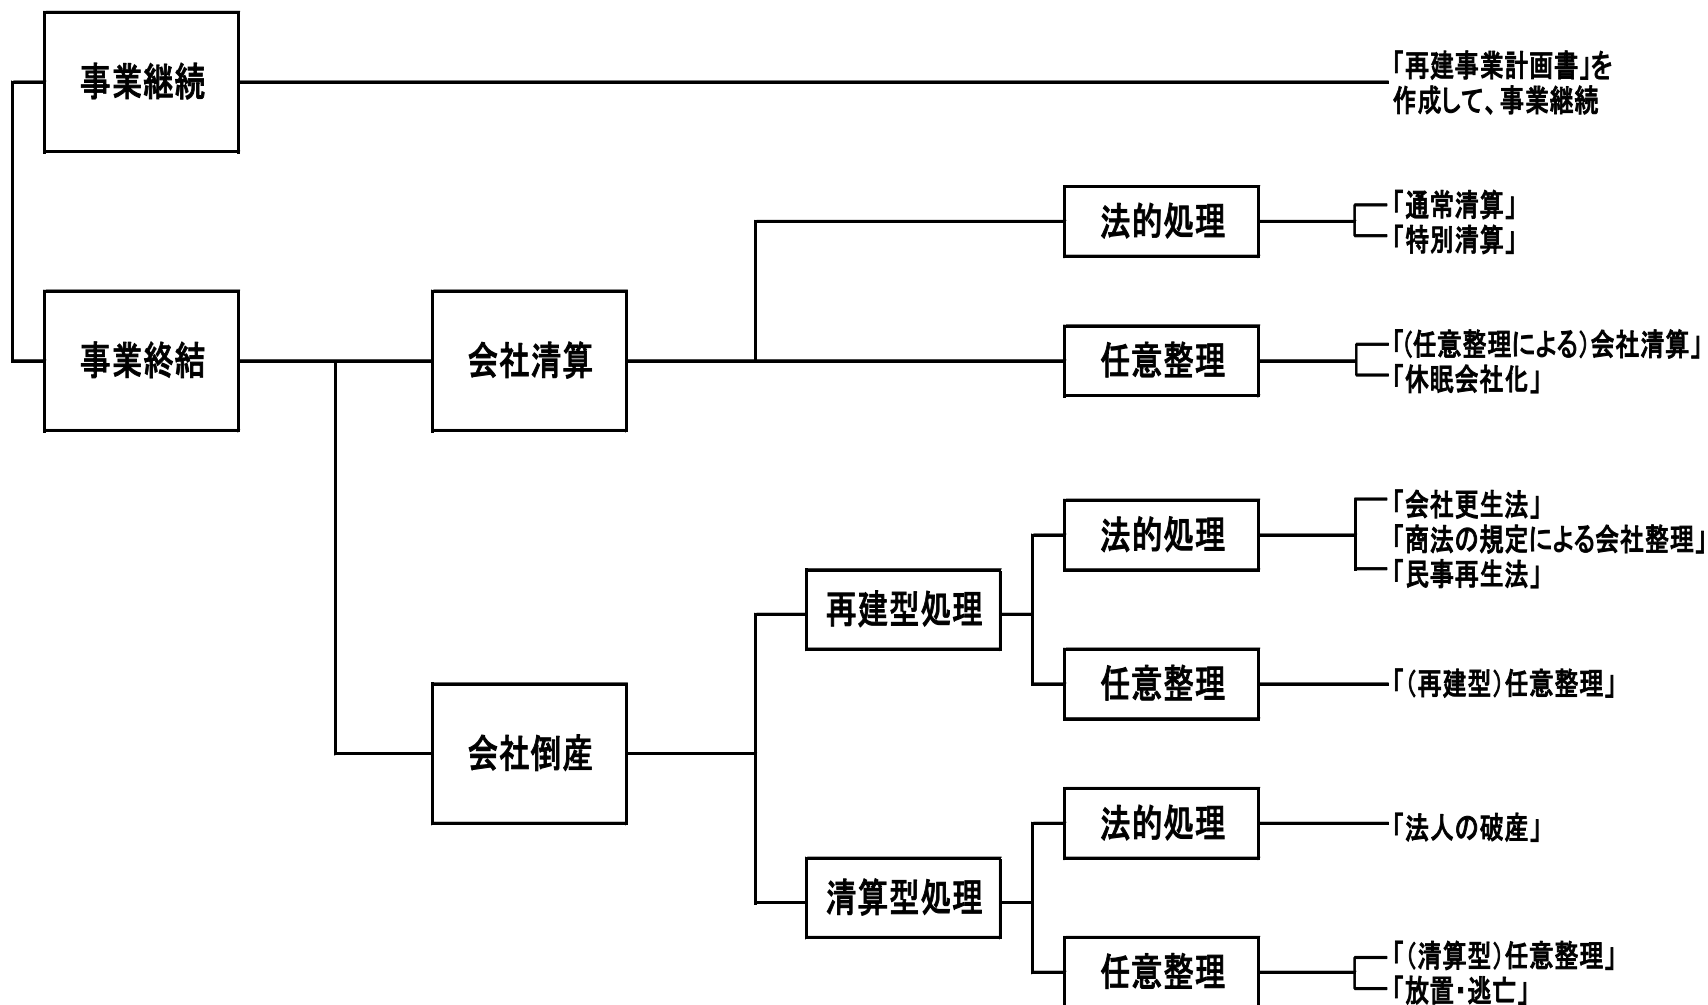 事業継続
「再建事業計画書」を
作成して、事業継続
事業終結
会社清算
法的処理
「通常清算」
「特別清算」
任意整理
「(任意整理による)会社清算」
「休眠会社化」
会社倒産
再建型処理
法的処理
「会社更生法」
「商法の規定による会社整理」
「民事再生法」
任意整理
「(再建型)任意整理」
清算型処理
法的処理
「法人の破産」
任意整理
「(清算型)任意整理」
「放置・逃亡」